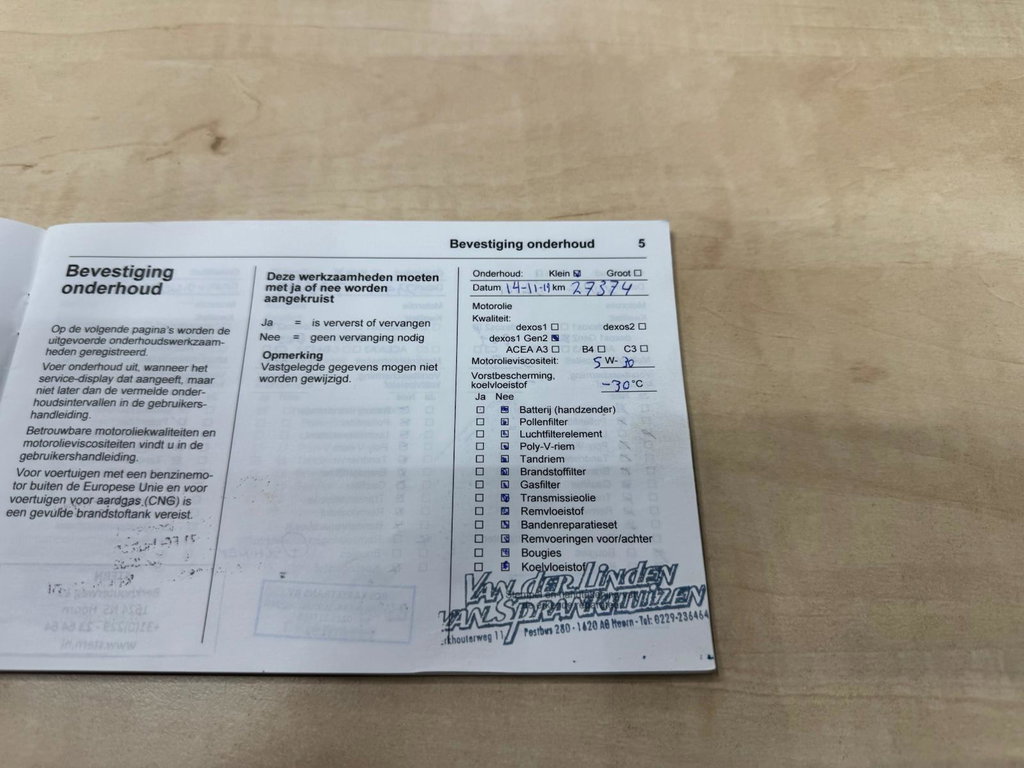 Bevestiging onderhoud 5
Bevestiging
onderhoud
Op de volgende pagina's worden de
uitgevoerde onderhoudswerkzaam-
heden geregistreerd.
Voer onderhoud uit, wanneer het
service-display dat aangeeft, maar
niet later dan de vermelde onder-
houdsintervallen in de gebruikers-
handleiding.
Betrouwbare motoroliekwaliteiten en
motorolieviscositeiten vindt u in de
gebruikershandleiding.
Voor voertuigen met een benzinemo-
tor buiten de Europese Unie en voor
voertuigen voor aardgas (CNG) is
een gevulde brandstoftank vereist.
Deze werkzaamheden moeten
met ja of nee worden
aangekruist
Ja = is ververst of vervangen
Nee = geen vervanging nodig
Opmerking
Vastgelegde gegevens mogen niet
worden gewijzigd.
Onderhoud: Klein Groot
Datum 14-11-19 km 27374
Motorolie
Kwaliteit:
dexos1 dexos2
dexos1 Gen2
ACEA A3 B4 C3
Motorolieviscositeit: 5 W- 30
Vorstbescherming,
koelvloeistof -30 °C
Ja Nee
Batterij (handzender)
Pollenfilter
Luchtfilterelement
Poly-V-riem
Tandriem
Brandstoffilter
Gasfilter
Transmissieolie
Remvloeistof
Bandenreparatieset
Remvoeringen voor/achter
Bougies
Koelvloeistof
VAN DER LINDEN
VAN SPRANKHUIZEN
rkhouterweg 11 Postbus 280 - 1620 AG Hoorn - Tel: 0229-236464